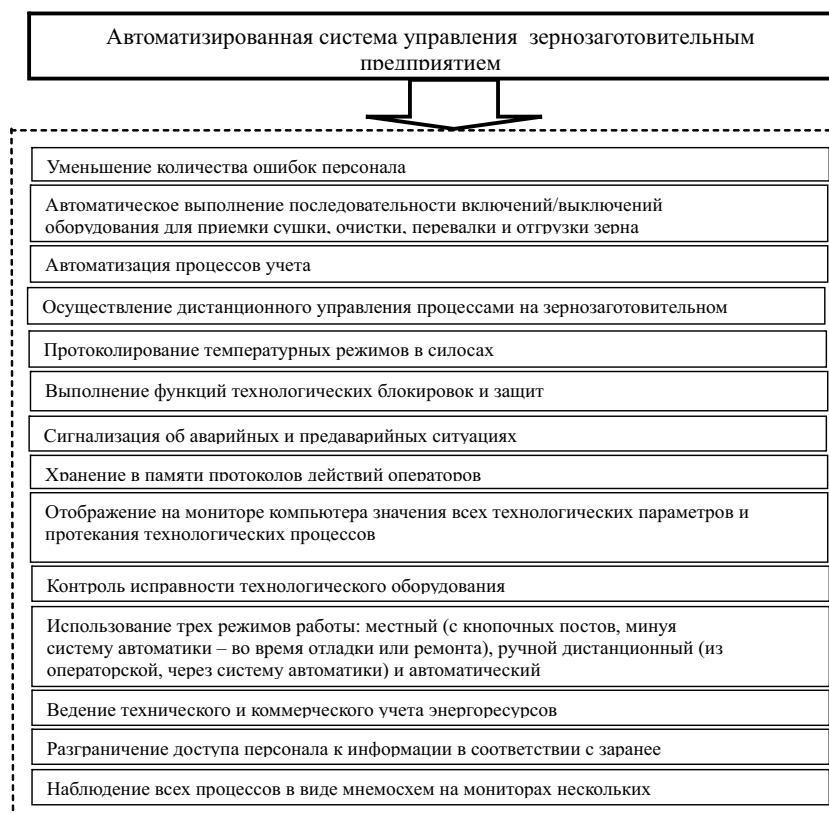 Автоматизированная система управления зернозаготовительным
предприятием
Уменьшение количества ошибок персонала
Автоматическое выполнение последовательности включений/выключений
оборудования для приемки сушки, очистки, перевалки и отгрузки зерна
Автоматизация процессов учета
Осуществление дистанционного управления процессами на зернозаготовительном
Протоколирование температурных режимов в силосах
Выполнение функций технологических блокировок и защит
Сигнализация об аварийных и предаварийных ситуациях
Хранение в памяти протоколов действий операторов
Отображение на мониторе компьютера значения всех технологических параметров и
протекания технологических процессов
Контроль исправности технологического оборудования
Использование трех режимов работы: местный (с кнопочных постов, минуя
систему автоматики – во время отладки или ремонта), ручной дистанционный (из
операторской, через систему автоматики) и автоматический
Ведение технического и коммерческого учета энергоресурсов
Разграничение доступа персонала к информации в соответствии с заранее
Наблюдение всех процессов в виде мнемосхем на мониторах нескольких